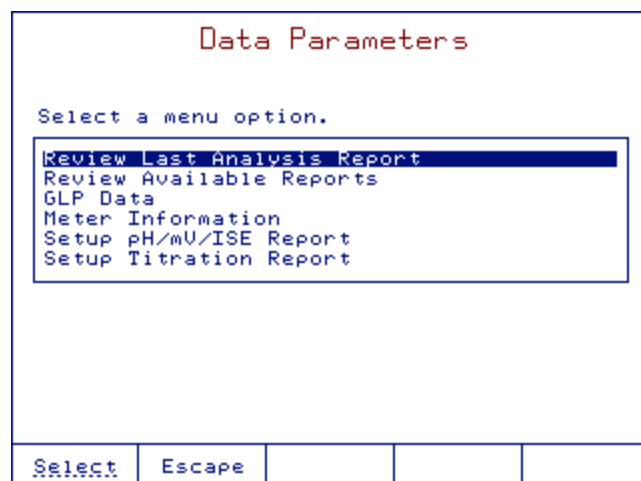 Data Parameters
Select a menu option.
Review Last Analysis Report
Review Available Reports
GLP Data
Meter Information
Setup pH/mV/ISE Report
Setup Titration Report
Select Escape